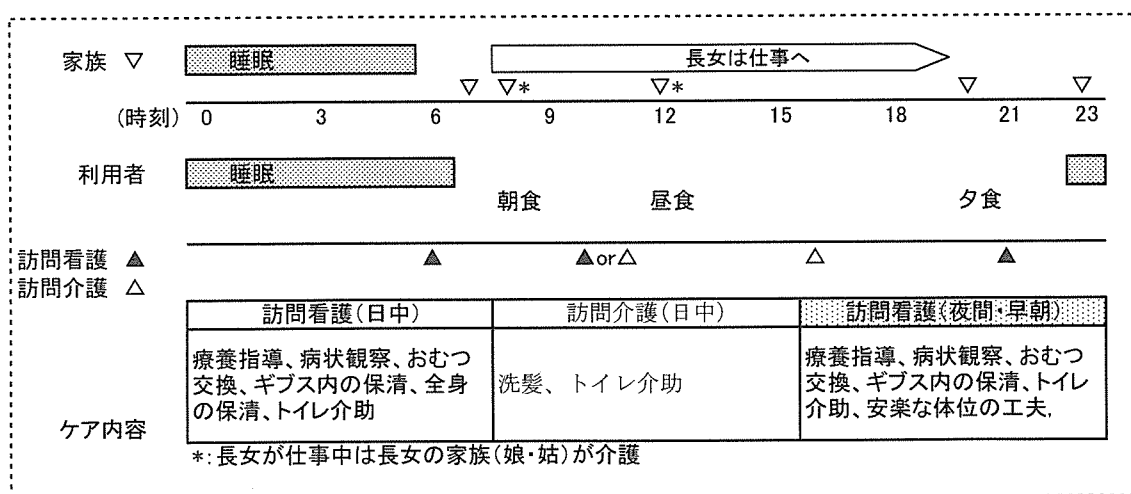 家族 ▽ 睡眠 長女は仕事へ
▽ ▽* ▽* ▽ ▽
(時刻) 0 3 6 9 12 15 18 21 23
利用者 睡眠
朝食 昼食 夕食
訪問看護 ▲ ▲ ▲or△ △ ▲
訪問介護 △
訪問看護(日中) 訪問介護(日中) 訪問看護(夜間・早朝)
ケア内容
療養指導、病状観察、おむつ
交換、ギプス内の保清、全身
の保清、トイレ介助
洗髪、トイレ介助
療養指導、病状観察、おむつ
交換、ギプス内の保清、トイレ
介助、安楽な体位の工夫.
*:長女が仕事中は長女の家族(娘・姑)が介護